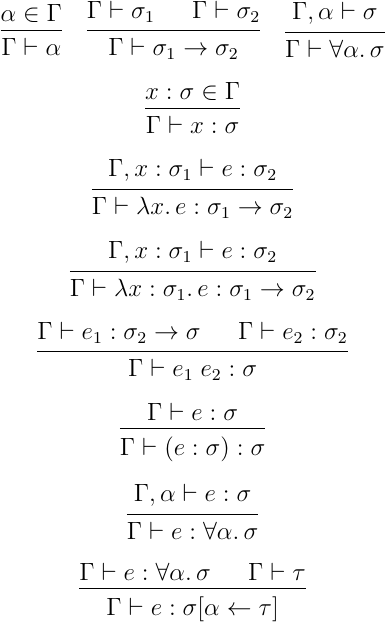 α ∈ Γ    Γ ⊢ σ₁    Γ ⊢ σ₂    Γ, α ⊢ σ
Γ ⊢ α    Γ ⊢ σ₁ → σ₂    Γ ⊢ ∀α. σ
x : σ ∈ Γ
Γ ⊢ x : σ
Γ, x : σ₁ ⊢ e : σ₂
Γ ⊢ λx. e : σ₁ → σ₂
Γ, x : σ₁ ⊢ e : σ₂
Γ ⊢ λx : σ₁. e : σ₁ → σ₂
Γ ⊢ e₁ : σ₂ → σ    Γ ⊢ e₂ : σ₂
Γ ⊢ e₁ e₂ : σ
Γ ⊢ e : σ
Γ ⊢ (e : σ) : σ
Γ, α ⊢ e : σ
Γ ⊢ e : ∀α. σ
Γ ⊢ e : ∀α. σ    Γ ⊢ τ
Γ ⊢ e : σ[α ← τ]